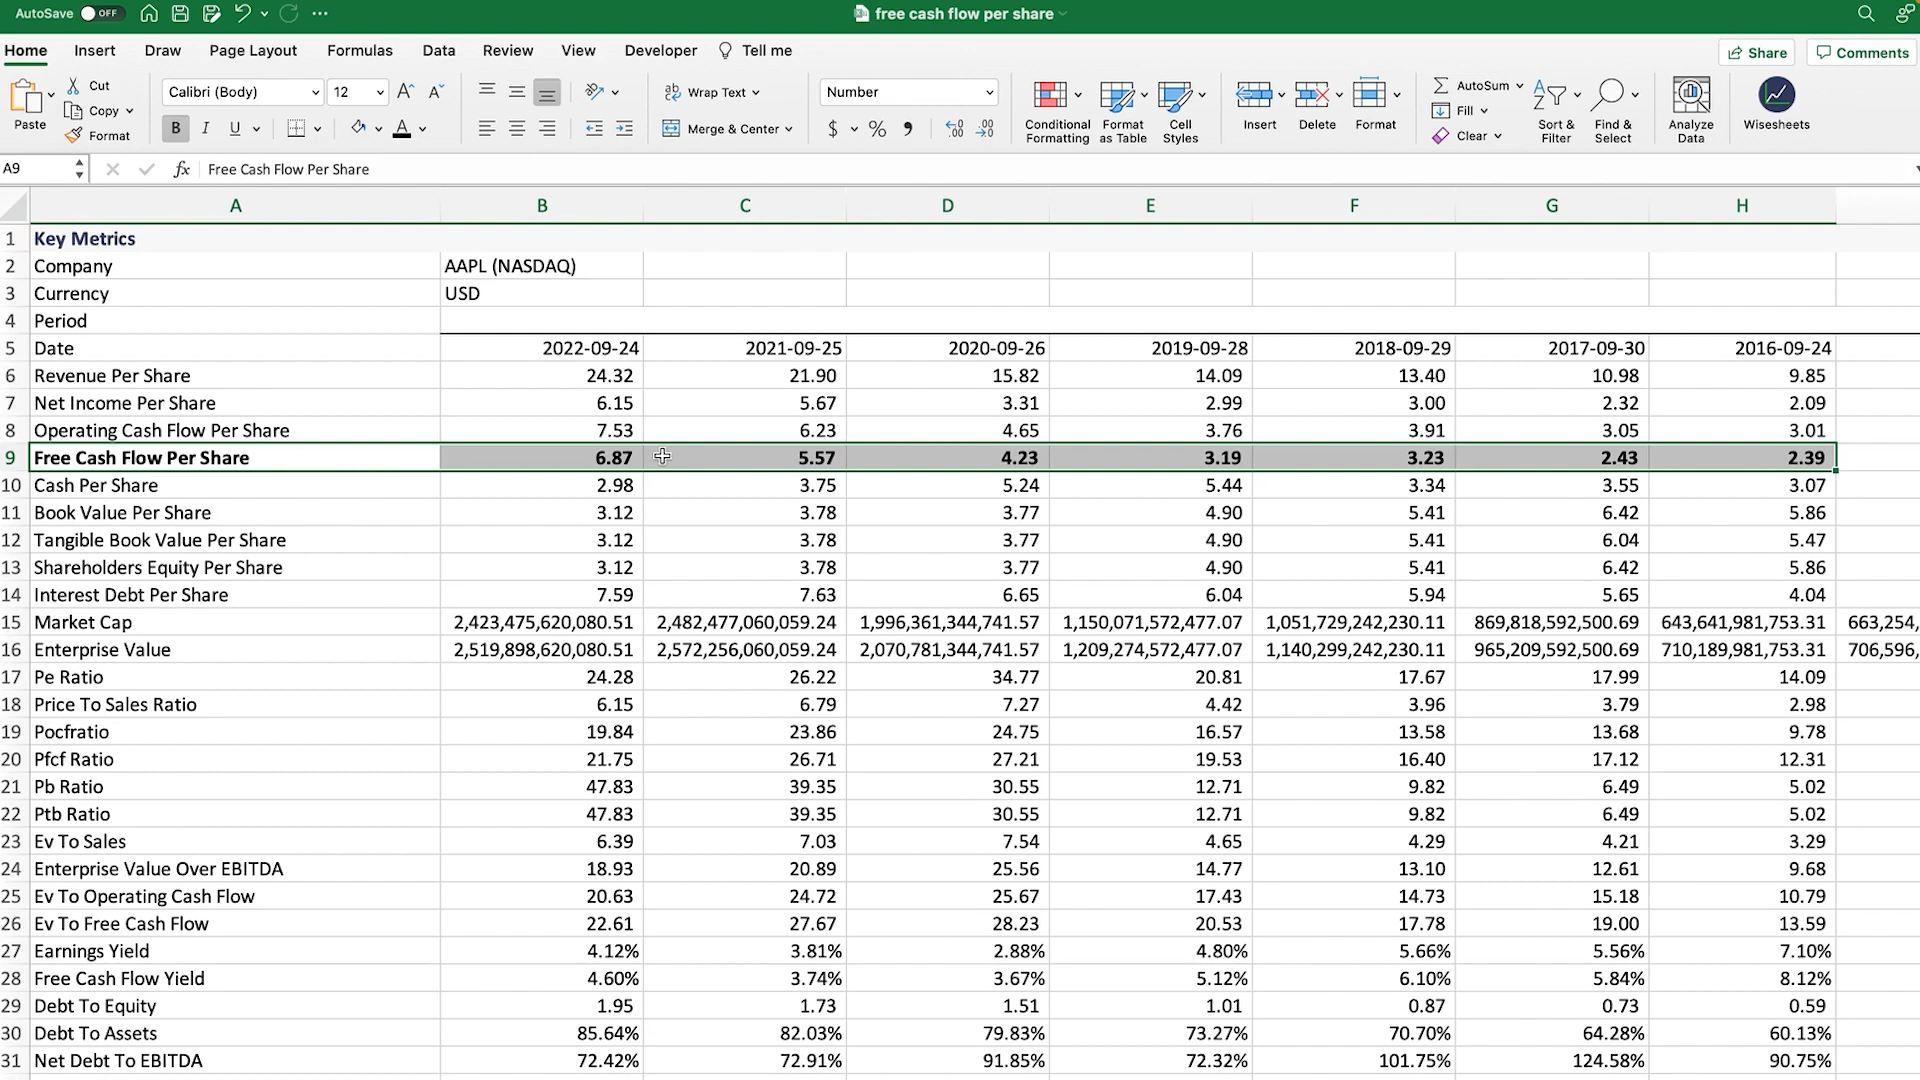 AutoSave OFF free cash flow per share
Home Insert Draw Page Layout Formulas Data Review View Developer Tell me Share Comments
Paste Cut Copy Format
Calibri (Body) 12 A A
B I U A
Wrap Text
Merge & Center
Number
$ % 9 .00 .00
Conditional Formatting Format as Table Cell Styles
Insert Delete Format
AutoSum Fill Clear
Sort & Filter Find & Select
Analyze Data
Wisesheets
A9 fx Free Cash Flow Per Share
A B C D E F G H
1 Key Metrics
2 Company AAPL (NASDAQ)
3 Currency USD
4 Period
5 Date 2022-09-24 2021-09-25 2020-09-26 2019-09-28 2018-09-29 2017-09-30 2016-09-24
6 Revenue Per Share 24.32 21.90 15.82 14.09 13.40 10.98 9.85
7 Net Income Per Share 6.15 5.67 3.31 2.99 3.00 2.32 2.09
8 Operating Cash Flow Per Share 7.53 6.23 4.65 3.76 3.91 3.05 3.01
9 Free Cash Flow Per Share 6.87 5.57 4.23 3.19 3.23 2.43 2.39
10 Cash Per Share 2.98 3.75 5.24 5.44 3.34 3.55 3.07
11 Book Value Per Share 3.12 3.78 3.77 4.90 5.41 6.42 5.86
12 Tangible Book Value Per Share 3.12 3.78 3.77 4.90 5.41 6.04 5.47
13 Shareholders Equity Per Share 3.12 3.78 3.77 4.90 5.41 6.42 5.86
14 Interest Debt Per Share 7.59 7.63 6.65 6.04 5.94 5.65 4.04
15 Market Cap 2,423,475,620,080.51 2,482,477,060,059.24 1,996,361,344,741.57 1,150,071,572,477.07 1,051,729,242,230.11 869,818,592,500.69 643,641,981,753.31 663,254,
16 Enterprise Value 2,519,898,620,080.51 2,572,256,060,059.24 2,070,781,344,741.57 1,209,274,572,477.07 1,140,299,242,230.11 965,209,592,500.69 710,189,981,753.31 706,596,
17 Pe Ratio 24.28 26.22 34.77 20.81 17.67 17.99 14.09
18 Price To Sales Ratio 6.15 6.79 7.27 4.42 3.96 3.79 2.98
19 Pocfratio 19.84 23.86 24.75 16.57 13.58 13.68 9.78
20 Pfcf Ratio 21.75 26.71 27.21 19.53 16.40 17.12 12.31
21 Pb Ratio 47.83 39.35 30.55 12.71 9.82 6.49 5.02
22 Ptb Ratio 47.83 39.35 30.55 12.71 9.82 6.49 5.02
23 Ev To Sales 6.39 7.03 7.54 4.65 4.29 4.21 3.29
24 Enterprise Value Over EBITDA 18.93 20.89 25.56 14.77 13.10 12.61 9.68
25 Ev To Operating Cash Flow 20.63 24.72 25.67 17.43 14.73 15.18 10.79
26 Ev To Free Cash Flow 22.61 27.67 28.23 20.53 17.78 19.00 13.59
27 Earnings Yield 4.12% 3.81% 2.88% 4.80% 5.66% 5.56% 7.10%
28 Free Cash Flow Yield 4.60% 3.74% 3.67% 5.12% 6.10% 5.84% 8.12%
29 Debt To Equity 1.95 1.73 1.51 1.01 0.87 0.73 0.59
30 Debt To Assets 85.64% 82.03% 79.83% 73.27% 70.70% 64.28% 60.13%
31 Net Debt To EBITDA 72.42% 72.91% 91.85% 72.32% 101.75% 124.58% 90.75%